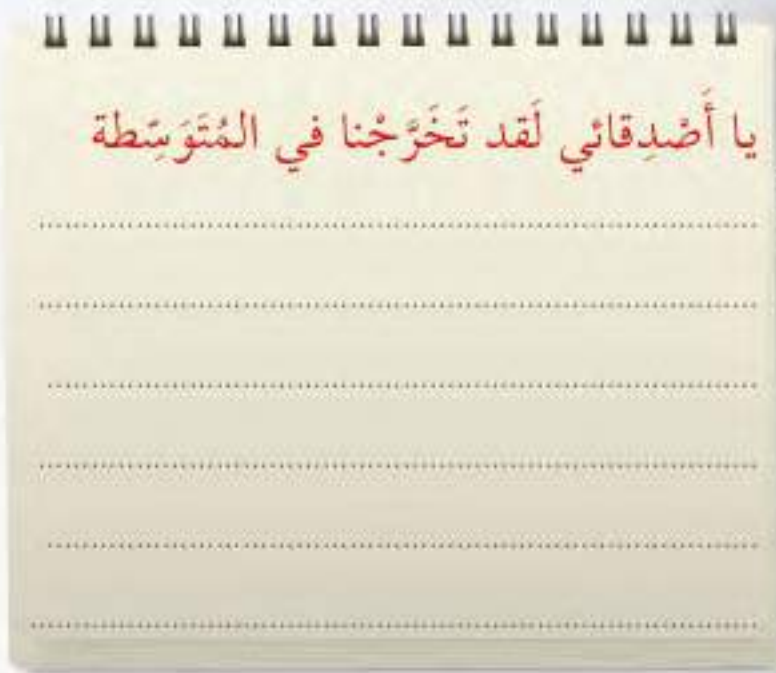 يا أَصْدِقائي لَقد تَخَرَّجْنا في المُتَوَسِّطة